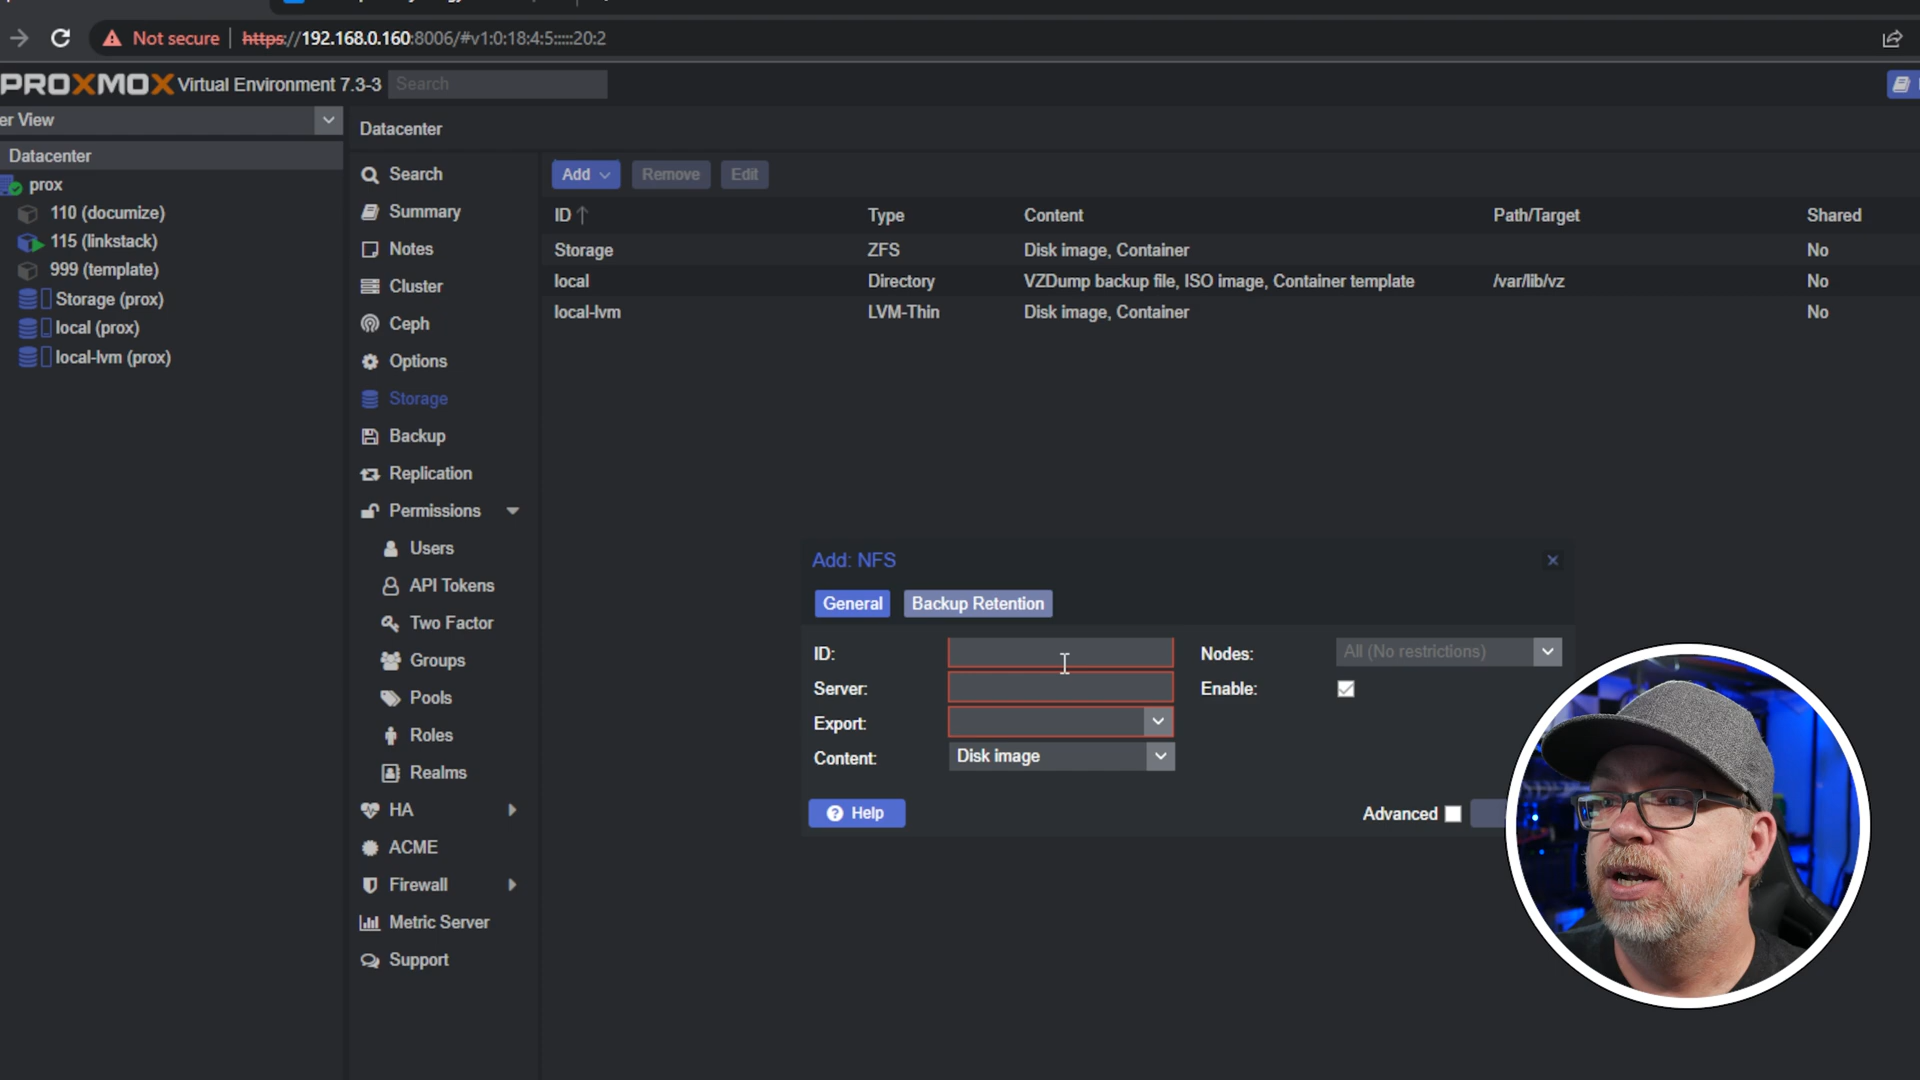 Not secure https://192.168.0.160:8006/#v1:0:18:4:5:::::20:2
PROXMOX Virtual Environment 7.3-3 Search
er View
Datacenter
Datacenter
prox
110 (documize)
115 (linkstack)
999 (template)
Storage (prox)
local (prox)
local-lvm (prox)
Search
Summary
Notes
Cluster
Ceph
Options
Storage
Backup
Replication
Permissions
Users
API Tokens
Two Factor
Groups
Pools
Roles
Realms
HA
ACME
Firewall
Metric Server
Support
Add Remove Edit
ID Type Content Path/Target Shared
Storage ZFS Disk image, Container No
local Directory VZDump backup file, ISO image, Container template /var/lib/vz No
local-lvm LVM-Thin Disk image, Container No
Add: NFS
General Backup Retention
ID: Nodes: All (No restrictions)
Server: Enable:
Export:
Content: Disk image
Help Advanced